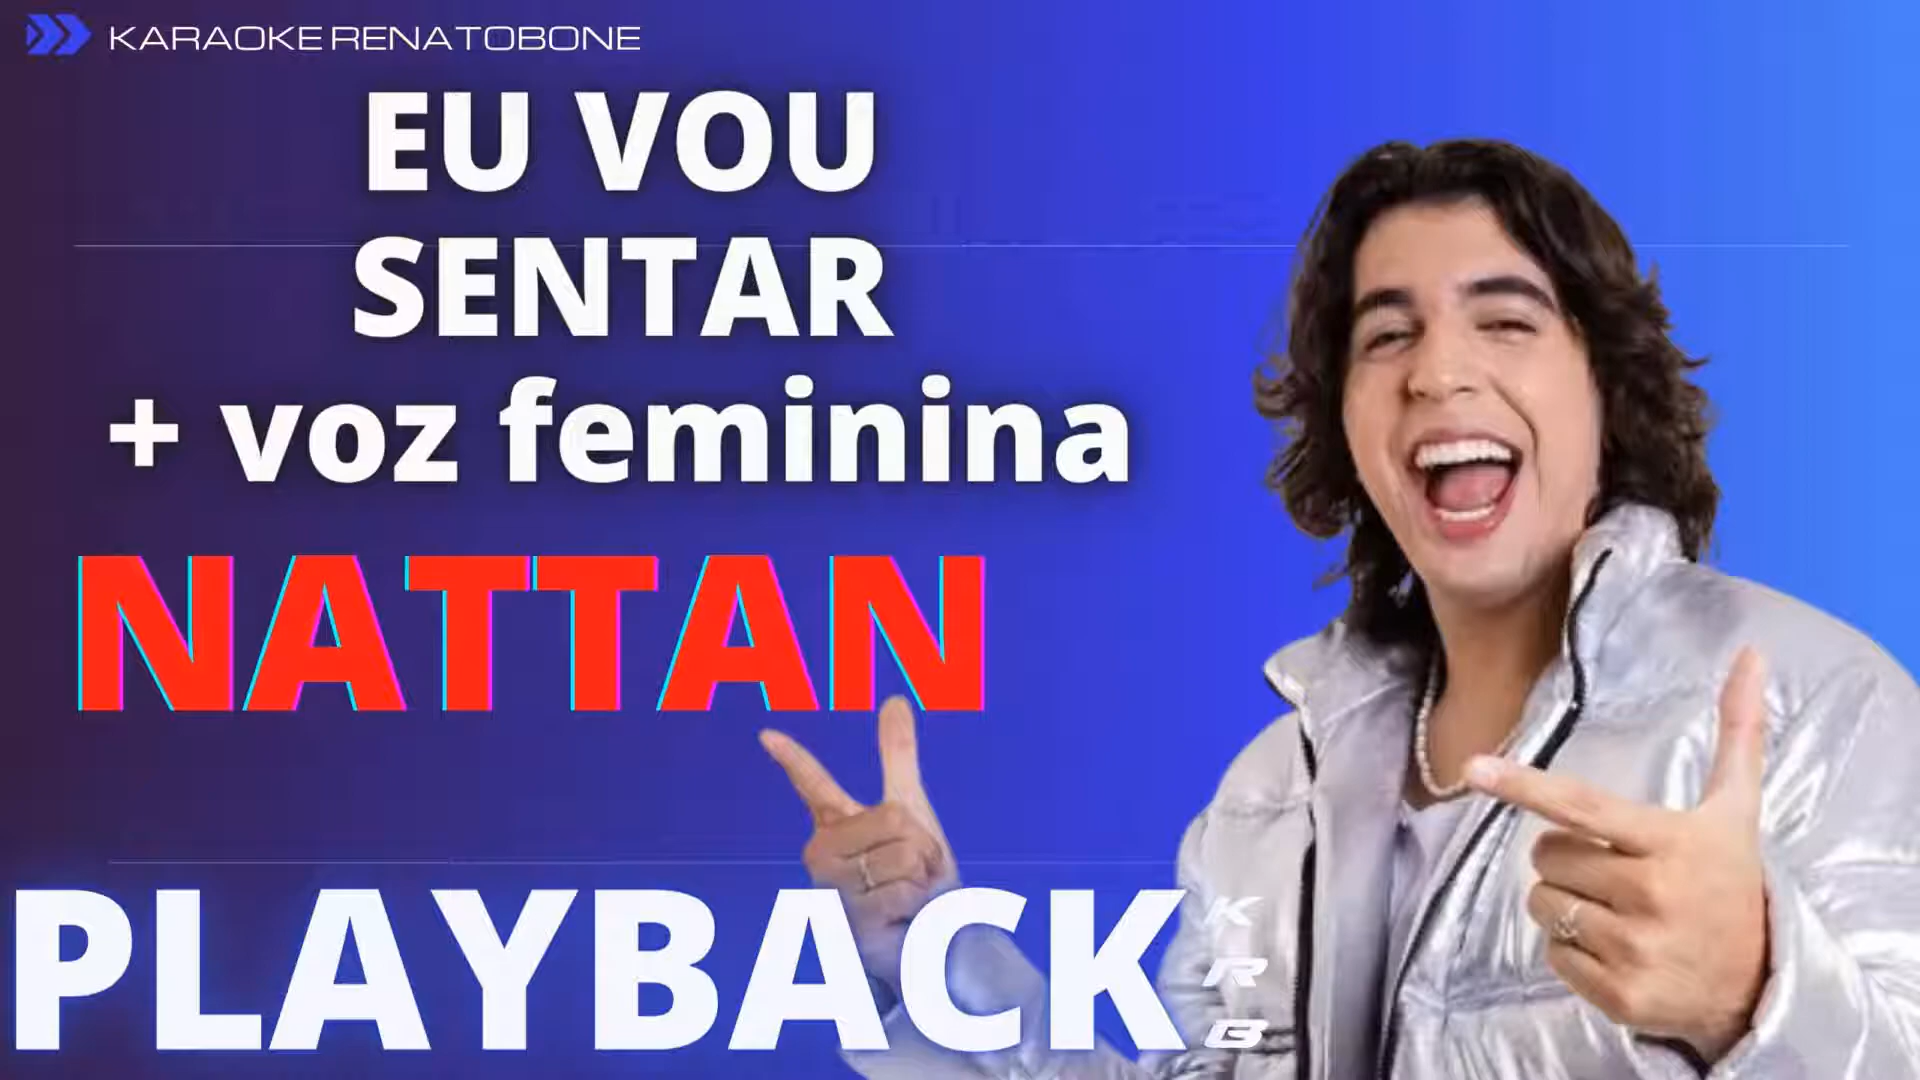 KARAOKE RENATOBONE
EU VOU
SENTAR
+ voz feminina
NATTAN
PLAYBACK
K
R
B